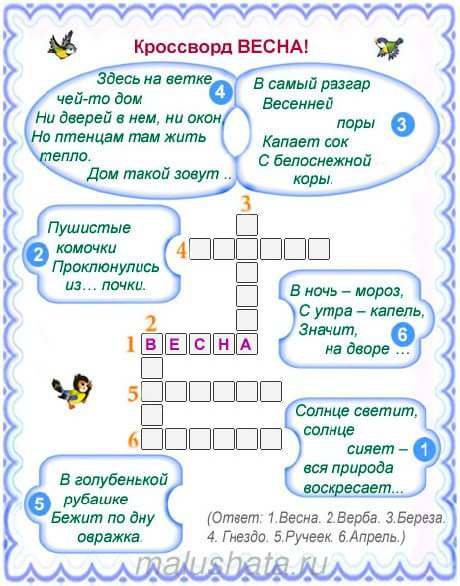 Кроссворд ВЕСНА!
Здесь на ветке
чей-то дом
Ни дверей в нем, ни окон,
Но птенцам там жить
тепло.
Дом такой зовут ..
4
В самый разгар
Весенней
поры
Капает сок
С белоснежной
коры.
3
Пушистые
комочки
Проклюнулись
из… почки.
2
3
4
2
1 ВЕСНА
5
6
В ночь – мороз,
С утра – капель,
Значит,
на дворе …
6
Солнце светит,
солнце
сияет –
вся природа
воскресает...
1
В голубенькой
рубашке
Бежит по дну
овражка.
5
(Ответ: 1.Весна. 2.Верба. 3.Береза.
4. Гнездо. 5.Ручеек. 6.Апрель.)
malushata.ru